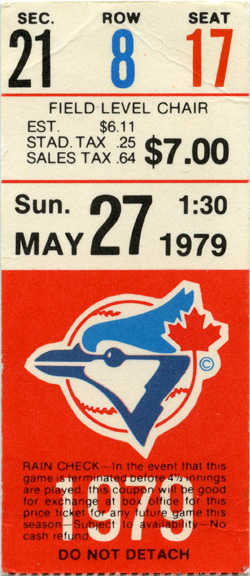 SEC. ROW SEAT
21 8 17
FIELD LEVEL CHAIR
EST. $6.11
STAD. TAX .25
SALES TAX .64
$7.00
Sun. 27 1:30
MAY 1979
©
RAIN CHECK—In the event that this
game is terminated before 4½ innings
are played, this coupon will be good
for exchange at box office for this
price ticket for any future game this
season—Subject to availability—No
cash refund
1979
DO NOT DETACH